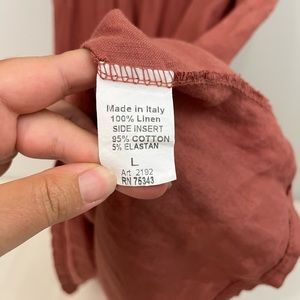 Made in Italy
100% Linen
SIDE INSERT
95% COTTON
5% ELASTAN
L
Art. 2192
RN 75343